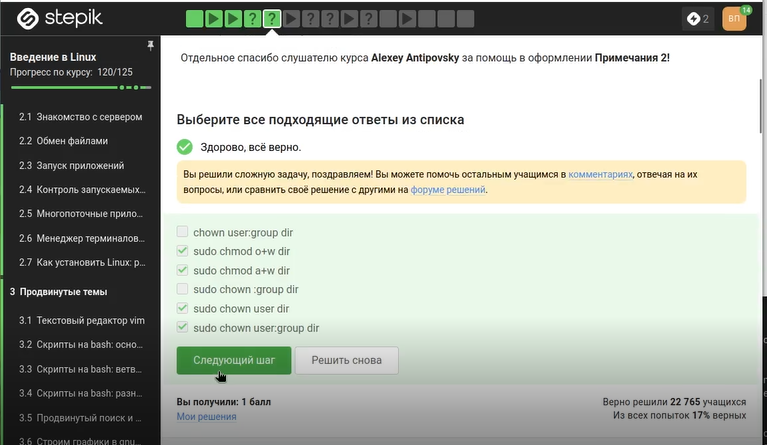 stepik
2
ВП
14
Введение в Linux
Прогресс по курсу: 120/125
2.1 Знакомство с сервером
2.2 Обмен файлами
2.3 Запуск приложений
2.4 Контроль запускаемых...
2.5 Многопоточные прило...
2.6 Менеджер терминалов...
2.7 Как установить Linux: р...
3 Продвинутые темы
3.1 Текстовый редактор vim
3.2 Скрипты на bash: осно...
3.3 Скрипты на bash: ветв...
3.4 Скрипты на bash: разн...
3.5 Продвинутый поиск и ...
3.6 Строим графики в gnu...
Отдельное спасибо слушателю курса Alexey Antipovsky за помощь в оформлении Примечания 2!
Выберите все подходящие ответы из списка
Здорово, всё верно.
Вы решили сложную задачу, поздравляем! Вы можете помочь остальным учащимся в комментариях, отвечая на их
вопросы, или сравнить своё решение с другими на форуме решений.
chown user:group dir
sudo chmod o+w dir
sudo chmod a+w dir
sudo chown :group dir
sudo chown user dir
sudo chown user:group dir
Следующий шаг
Решить снова
Вы получили: 1 балл
Мои решения
Верно решили 22 765 учащихся
Из всех попыток 17% верных